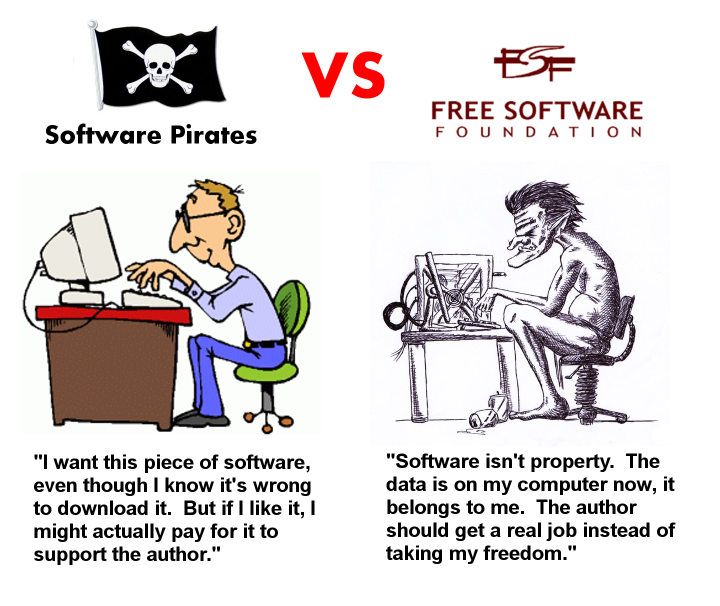 VS
FSF
Software Pirates
FREE SOFTWARE
FOUNDATION
"I want this piece of software,
even though I know it's wrong
to download it.  But if I like it, I
might actually pay for it to
support the author."
"Software isn't property.  The
data is on my computer now, it
belongs to me.  The author
should get a real job instead of
taking my freedom."